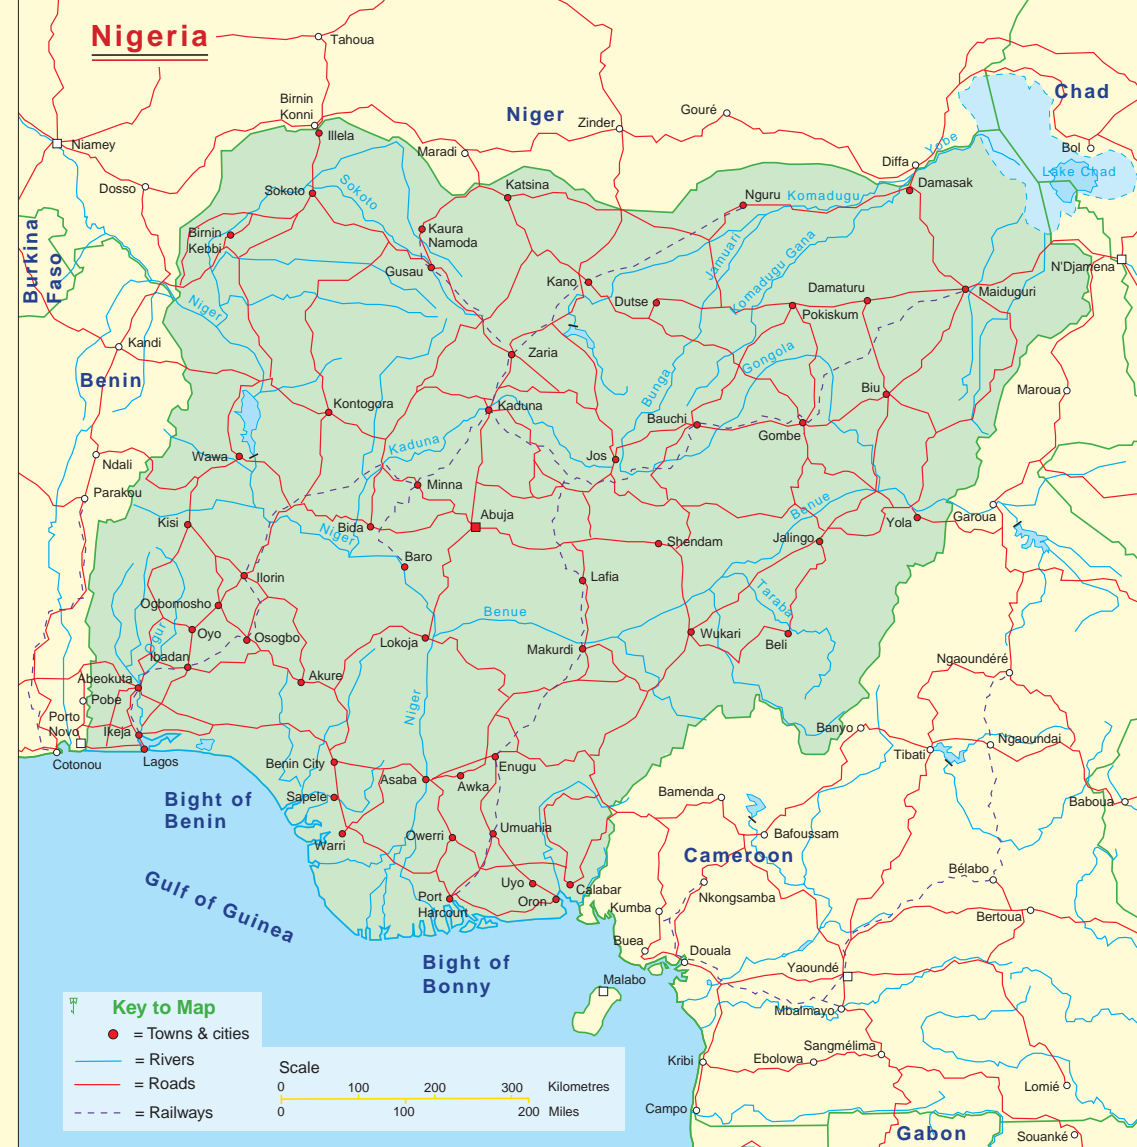 Nigeria
Tahoua
Birnin
Konni
Niger
Zinder
Gouré
Chad
Illela
Niamey
Maradi
Bol
Yobe
Diffa
Lake Chad
Dosso
Sokoto
Sokoto
Katsina
Nguru
Komadugu
Damasak
Burkina
Faso
Birnin
Kebbi
Kaura
Namoda
Jamuari
Komadugu Gana
N'Djamena
Gusau
Kano
Dutse
Damaturu
Maiduguri
Niger
Pokiskum
Kandi
Zaria
Gongola
Benin
Bunga
Biu
Maroua
Kontogora
Kaduna
Bauchi
Gombe
Kaduna
Wawa
Jos
Ndali
Minna
Parakou
Benue
Kisi
Niger
Bida
Abuja
Yola
Garoua
Shendam
Jalingo
Baro
Ilorin
Lafia
Taraba
Ogbomosho
Benue
Oyo
Ogur
Osogbo
Lokoja
Makurdi
Wukari
Beli
Ibadan
Ngaoundéré
Abeokuta
Akure
Pobe
Niger
Porto
Novo
Ikeja
Banyo
Tibati
Ngaoundai
Cotonou
Lagos
Benin City
Asaba
Awka
Enugu
Bight of
Benin
Sapele
Bamenda
Baboua
Warri
Owerri
Umuahia
Bafoussam
Cameroon
Gulf of Guinea
Uyo
Calabar
Bélabo
Port
Harcourt
Oron
Nkongsamba
Kumba
Bertoua
Buea
Douala
Bight of
Bonny
Yaoundé
Malabo
Mbalmayo
Key to Map
= Towns & cities
= Rivers
= Roads
= Railways
Scale
0 100 200 300 Kilometres
0 100 200 Miles
Sangmélima
Kribi
Ebolowa
Lomié
Campo
Gabon
Souanké